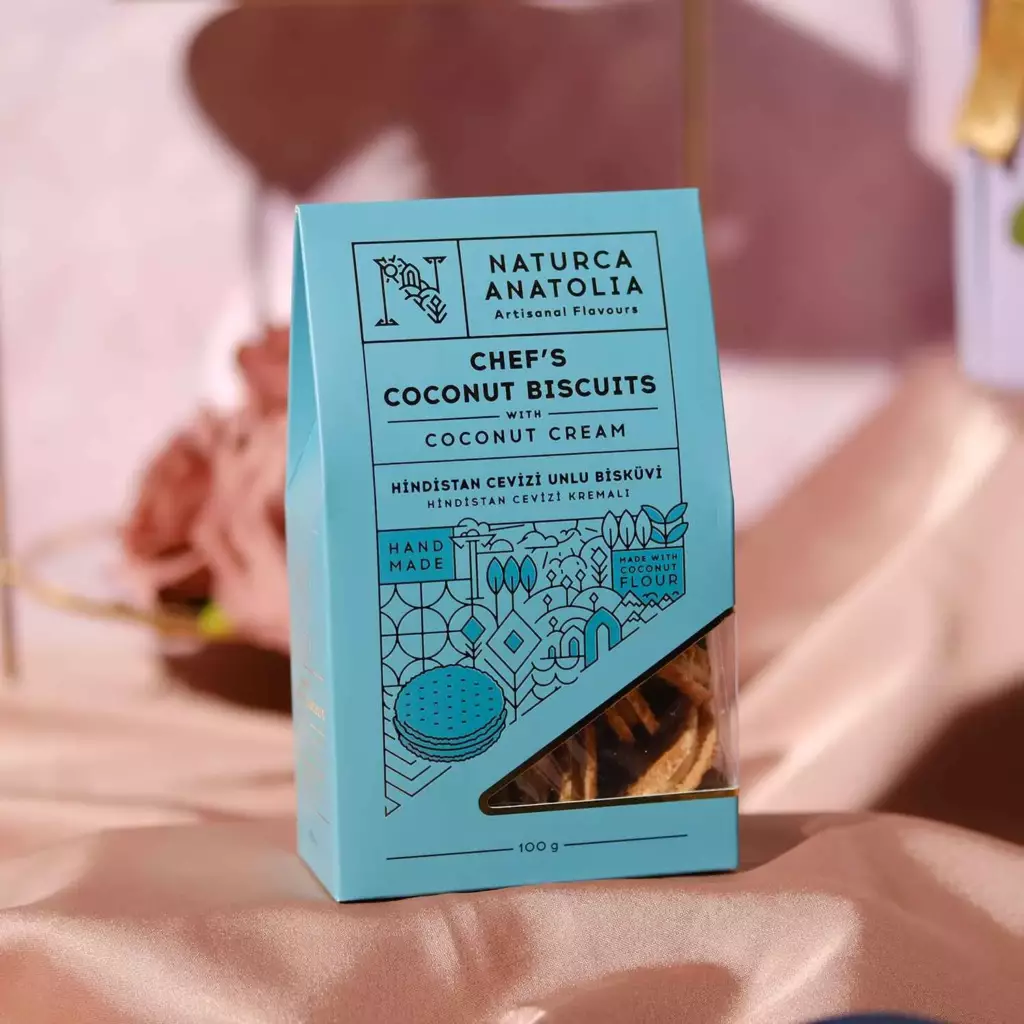 NATURCA
ANATOLIA
Artisanal Flavours
CHEF'S
COCONUT BISCUITS
WITH
COCONUT CREAM
HİNDİSTAN CEVİZİ UNLU BİSKÜVİ
HİNDİSTAN CEVİZİ KREMALI
HAND
MADE
MADE WITH
COCONUT
FLOUR
100 g